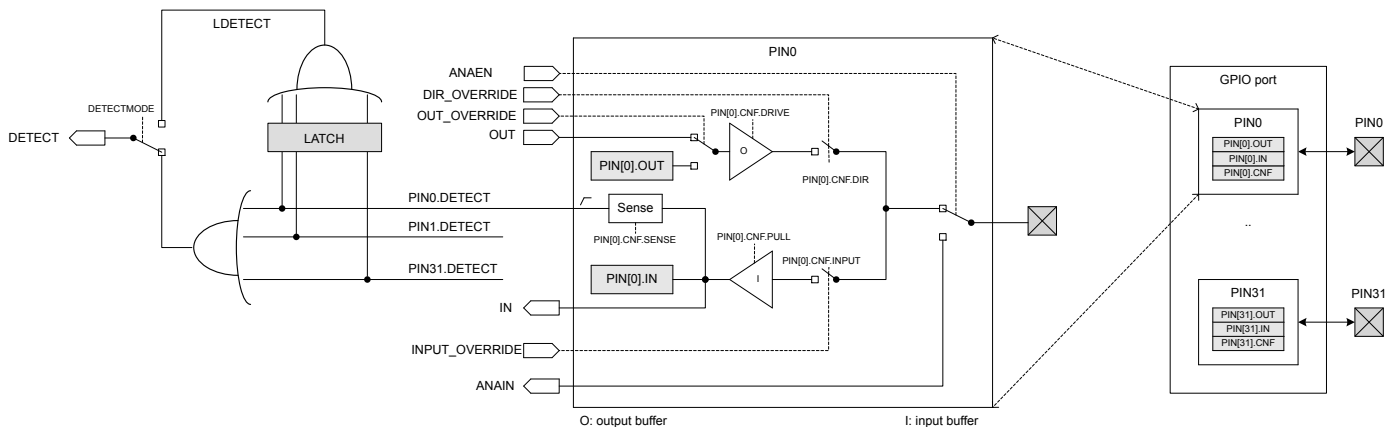 LDETECT
DETECTMODE
DETECT
LATCH
PIN0.DETECT
PIN1.DETECT
PIN31.DETECT
ANAEN
DIR_OVERRIDE
OUT_OVERRIDE
OUT
IN
INPUT_OVERRIDE
ANAIN
PIN0
PIN[0].CNF.DRIVE
O
PIN[0].OUT
PIN[0].CNF.DIR
Sense
PIN[0].CNF.SENSE
PIN[0].CNF.PULL
PIN[0].CNF.INPUT
PIN[0].IN
I
O: output buffer
I: input buffer
GPIO port
PIN0
PIN[0].OUT
PIN[0].IN
PIN[0].CNF
PIN0
..
PIN31
PIN[31].OUT
PIN[31].IN
PIN[31].CNF
PIN31